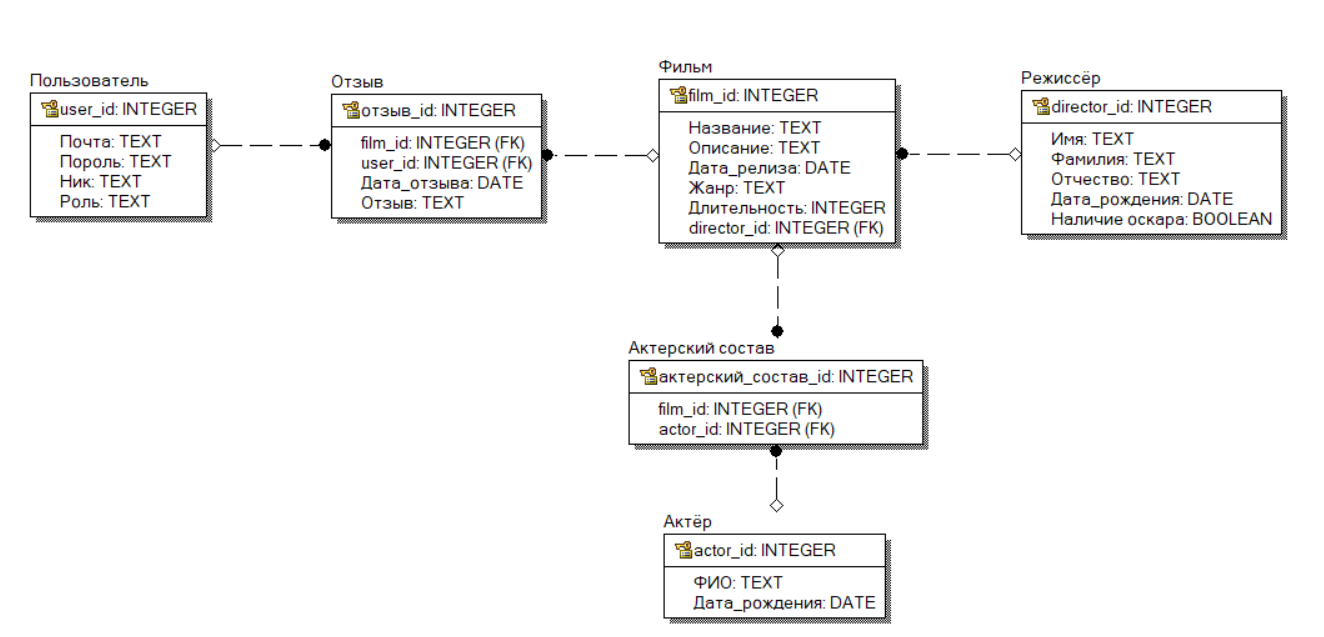 Пользователь
user_id: INTEGER
Почта: TEXT
Пороль: TEXT
Ник: TEXT
Роль: TEXT
Отзыв
отзыв_id: INTEGER
film_id: INTEGER (FK)
user_id: INTEGER (FK)
Дата_отзыва: DATE
Отзыв: TEXT
Фильм
film_id: INTEGER
Название: TEXT
Описание: TEXT
Дата_релиза: DATE
Жанр: TEXT
Длительность: INTEGER
director_id: INTEGER (FK)
Режиссёр
director_id: INTEGER
Имя: TEXT
Фамилия: TEXT
Отчество: TEXT
Дата_рождения: DATE
Наличие оскара: BOOLEAN
Актерский состав
актерский_состав_id: INTEGER
film_id: INTEGER (FK)
actor_id: INTEGER (FK)
Актёр
actor_id: INTEGER
ФИО: TEXT
Дата_рождения: DATE